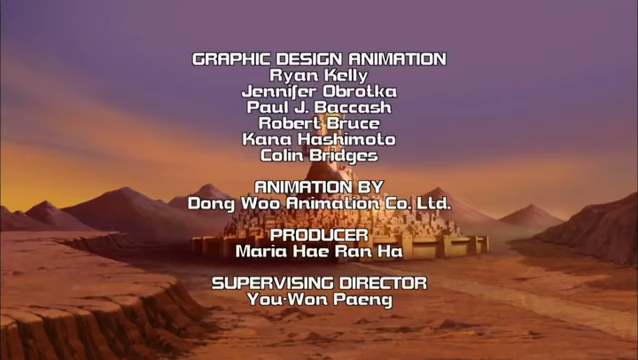 GRAPHIC DESIGN ANIMATION
Ryan Kelly
Jennifer Obrotka
Paul J. Baccash
Robert Bruce
Kana Hashimoto
Colin Bridges
ANIMATION BY
Dong Woo Animation Co. Ltd.
PRODUCER
Maria Hae Ran Ha
SUPERVISING DIRECTOR
You-Won Paeng